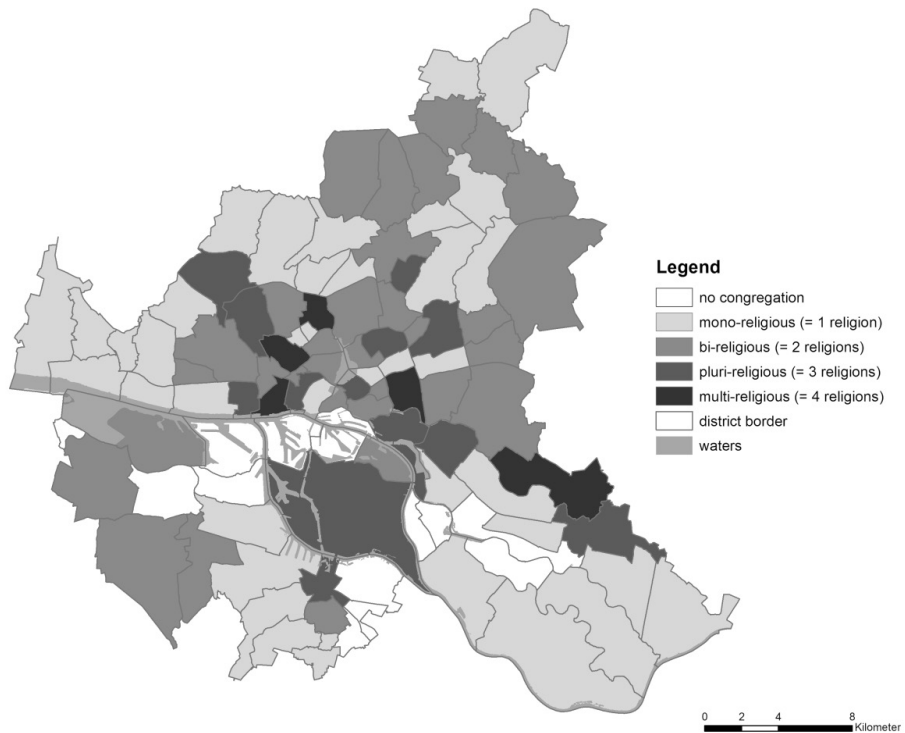 Legend
no congregation
mono-religious (= 1 religion)
bi-religious (= 2 religions)
pluri-religious (= 3 religions)
multi-religious (= 4 religions)
district border
waters
0 2 4 8
Kilometer